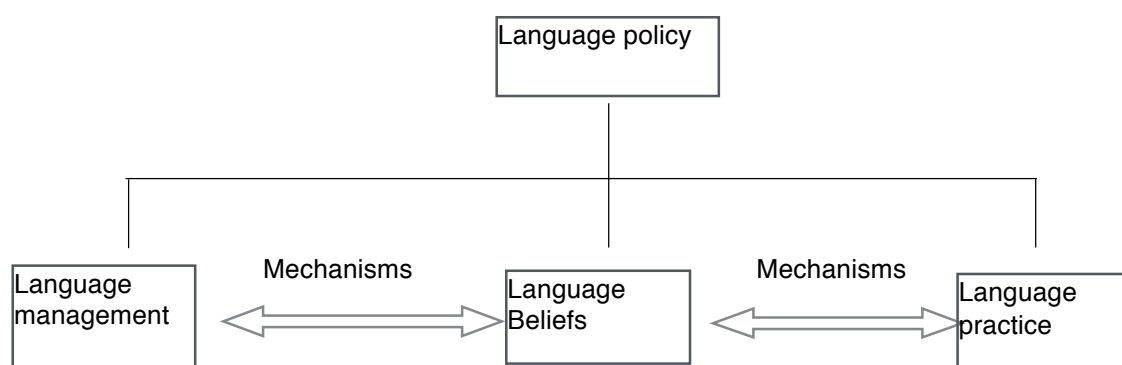 Language policy
Mechanisms
Mechanisms
Language
management
Language
Beliefs
Language
practice